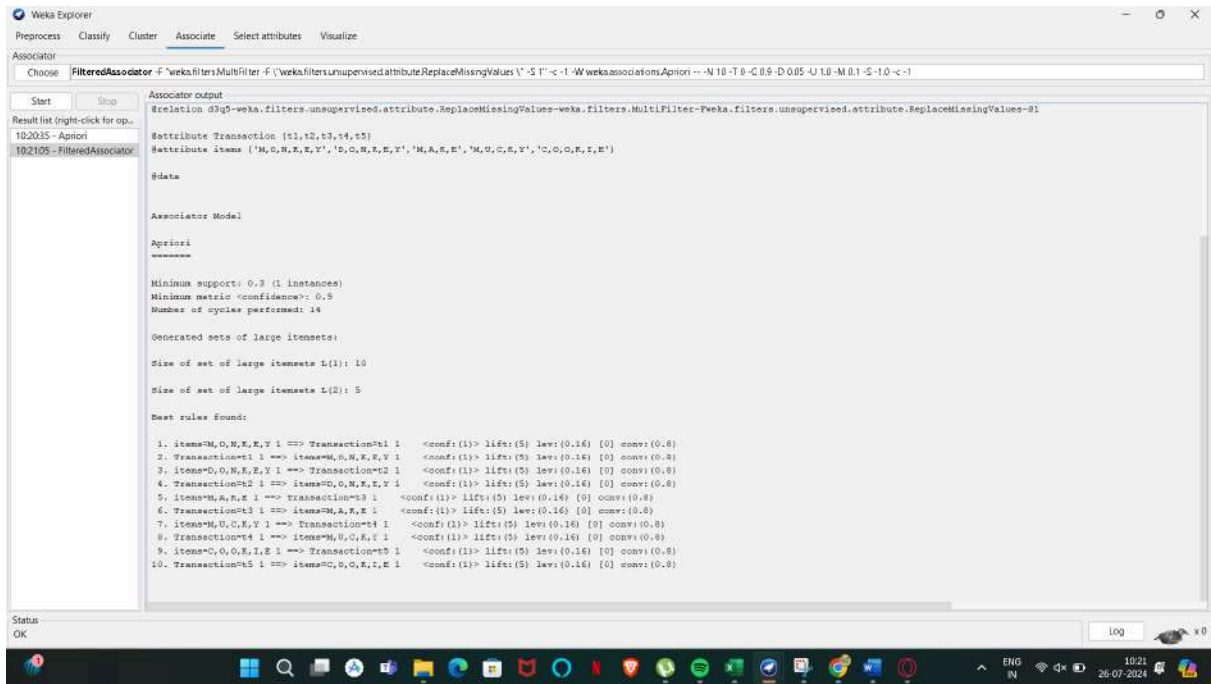 Weka Explorer
Preprocess Classify Cluster Associate Select attributes Visualize
Associator
Choose FilteredAssociator -F "weka.filters.MultiFilter -F \"weka.filters.unsupervised.attribute.ReplaceMissingValues \" -S 1" -c -1 -W weka.associations.Apriori -- -N 10 -T 0 -C 0.9 -D 0.05 -U 1.0 -M 0.1 -S -1.0 -c -1
Start Stop
Result list (right-click for op...
10:20:35 - Apriori
10:21:05 - FilteredAssociator
Associator output
@relation d3q5-weka.filters.unsupervised.attribute.ReplaceMissingValues-weka.filters.MultiFilter-Fweka.filters.unsupervised.attribute.ReplaceMissingValues-S1
@attribute Transaction {t1,t2,t3,t4,t5}
@attribute items {'M,O,N,K,E,Y','D,O,N,K,E,Y','M,A,K,E','M,U,C,K,Y','C,O,O,K,I,E'}
@data
Associator Model
Apriori
=======
Minimum support: 0.3 (1 instances)
Minimum metric <confidence>: 0.9
Number of cycles performed: 14
Generated sets of large itemsets:
Size of set of large itemsets L(1): 10
Size of set of large itemsets L(2): 5
Best rules found:
1. items=M,O,N,K,E,Y 1 ==> Transaction=t1 1 <conf:(1)> lift:(5) lev:(0.16) [0] conv:(0.8)
2. Transaction=t1 1 ==> items=M,O,N,K,E,Y 1 <conf:(1)> lift:(5) lev:(0.16) [0] conv:(0.8)
3. items=D,O,N,K,E,Y 1 ==> Transaction=t2 1 <conf:(1)> lift:(5) lev:(0.16) [0] conv:(0.8)
4. Transaction=t2 1 ==> items=D,O,N,K,E,Y 1 <conf:(1)> lift:(5) lev:(0.16) [0] conv:(0.8)
5. items=M,A,K,E 1 ==> Transaction=t3 1 <conf:(1)> lift:(5) lev:(0.16) [0] conv:(0.8)
6. Transaction=t3 1 ==> items=M,A,K,E 1 <conf:(1)> lift:(5) lev:(0.16) [0] conv:(0.8)
7. items=M,U,C,K,Y 1 ==> Transaction=t4 1 <conf:(1)> lift:(5) lev:(0.16) [0] conv:(0.8)
8. Transaction=t4 1 ==> items=M,U,C,K,Y 1 <conf:(1)> lift:(5) lev:(0.16) [0] conv:(0.8)
9. items=C,O,O,K,I,E 1 ==> Transaction=t5 1 <conf:(1)> lift:(5) lev:(0.16) [0] conv:(0.8)
10. Transaction=t5 1 ==> items=C,O,O,K,I,E 1 <conf:(1)> lift:(5) lev:(0.16) [0] conv:(0.8)
Status
OK
Log x 0
ENG
IN
10:21
26-07-2024